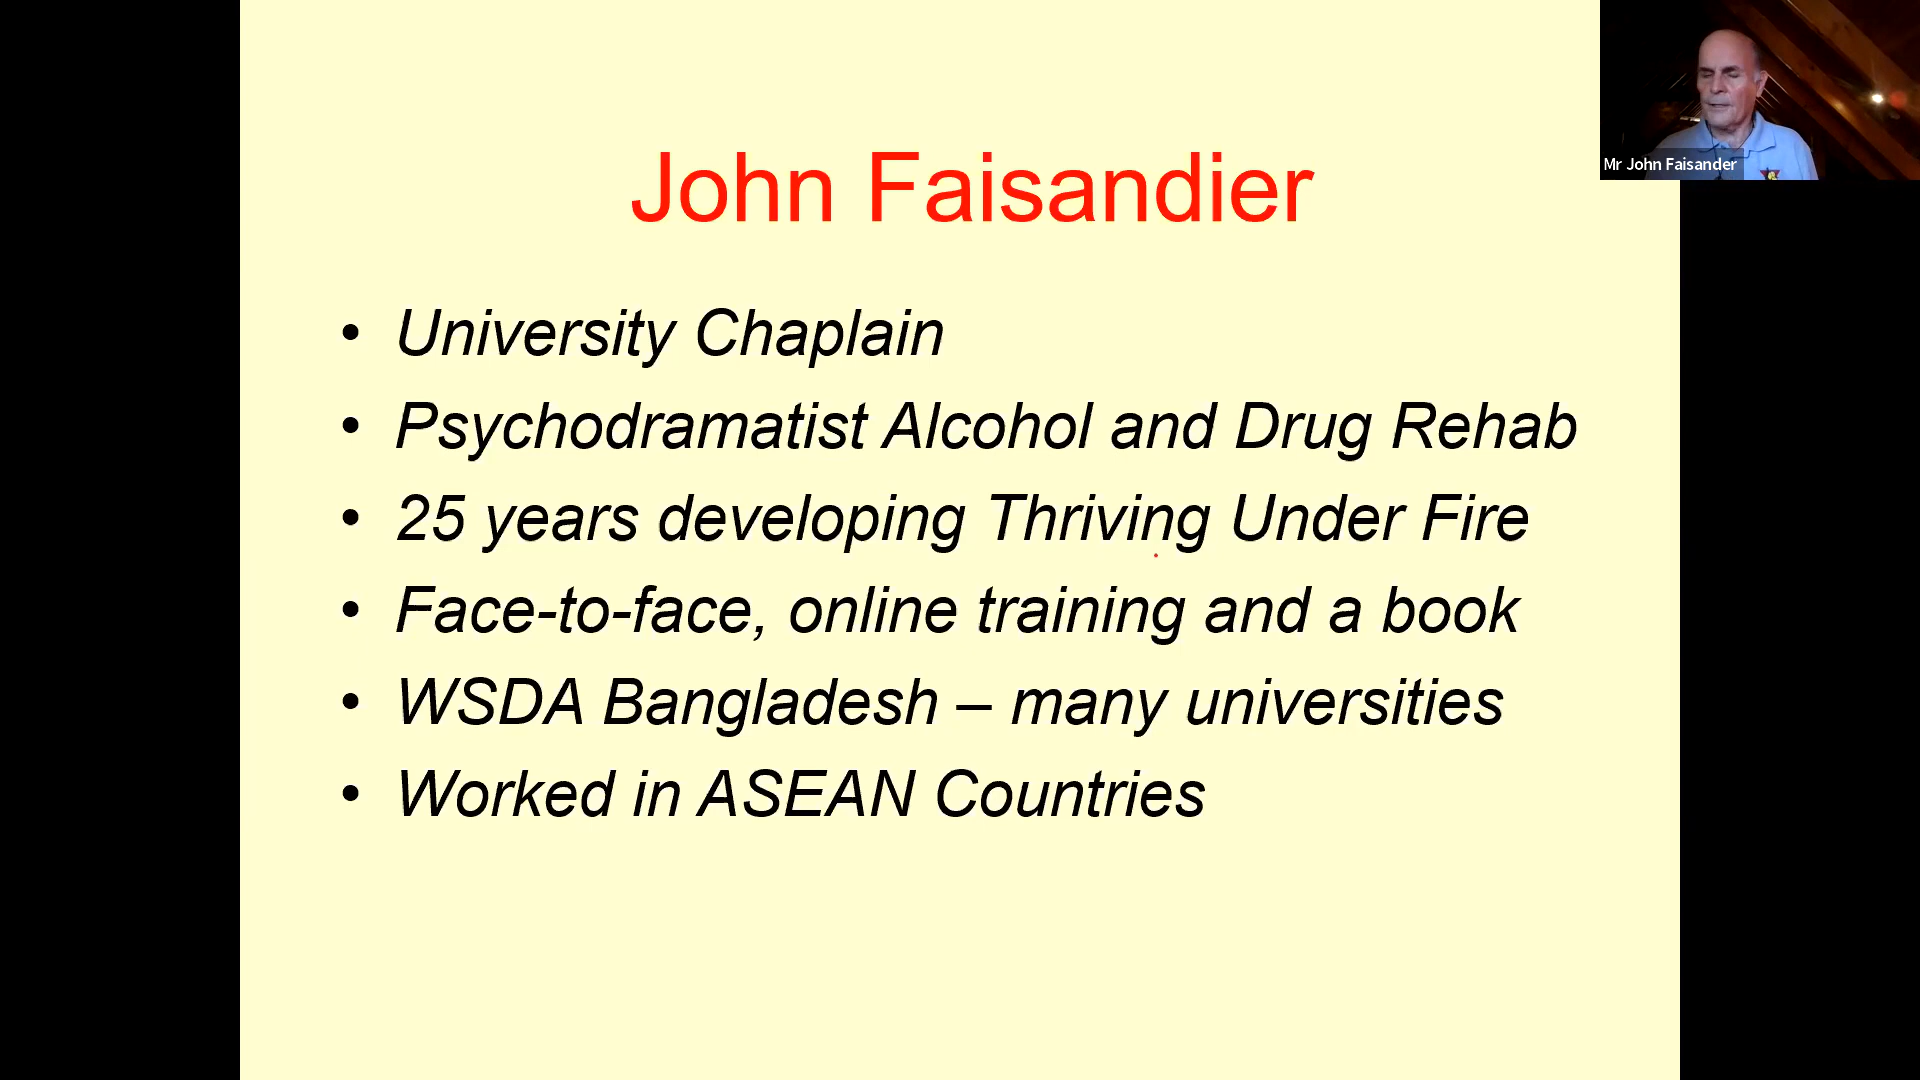 John Faisandier
• University Chaplain
• Psychodramatist Alcohol and Drug Rehab
• 25 years developing Thriving Under Fire
• Face-to-face, online training and a book
• WSDA Bangladesh – many universities
• Worked in ASEAN Countries
Mr John Faisander